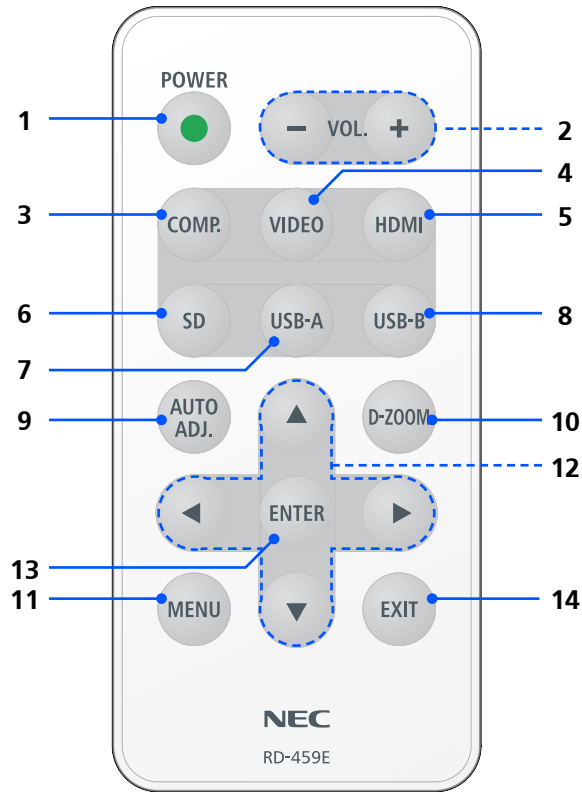 POWER
1
− VOL. +
2
4
3
COMP.
VIDEO
HDMI
5
6
SD
USB-A
USB-B
8
7
9
AUTO
ADJ.
D-ZOOM
10
12
ENTER
13
11
MENU
EXIT
14
NEC
RD-459E